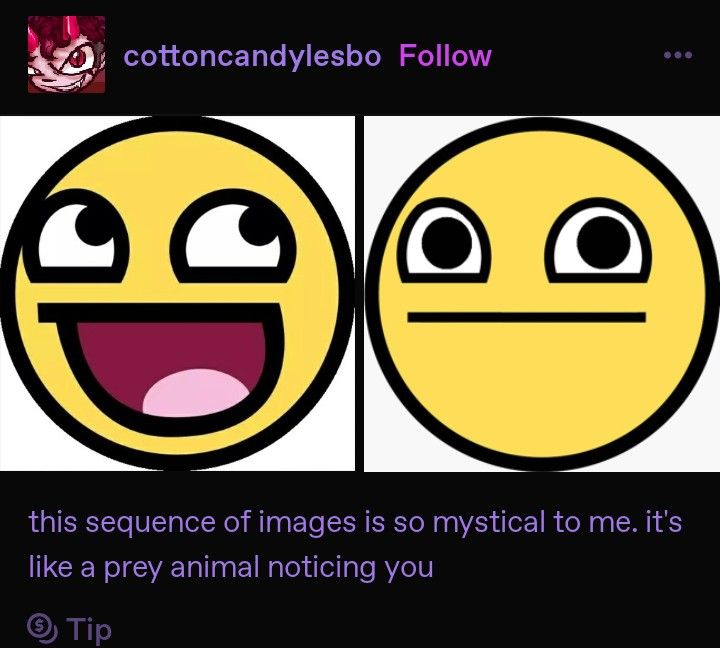 cottoncandylesbo Follow
this sequence of images is so mystical to me. it's
like a prey animal noticing you
Tip